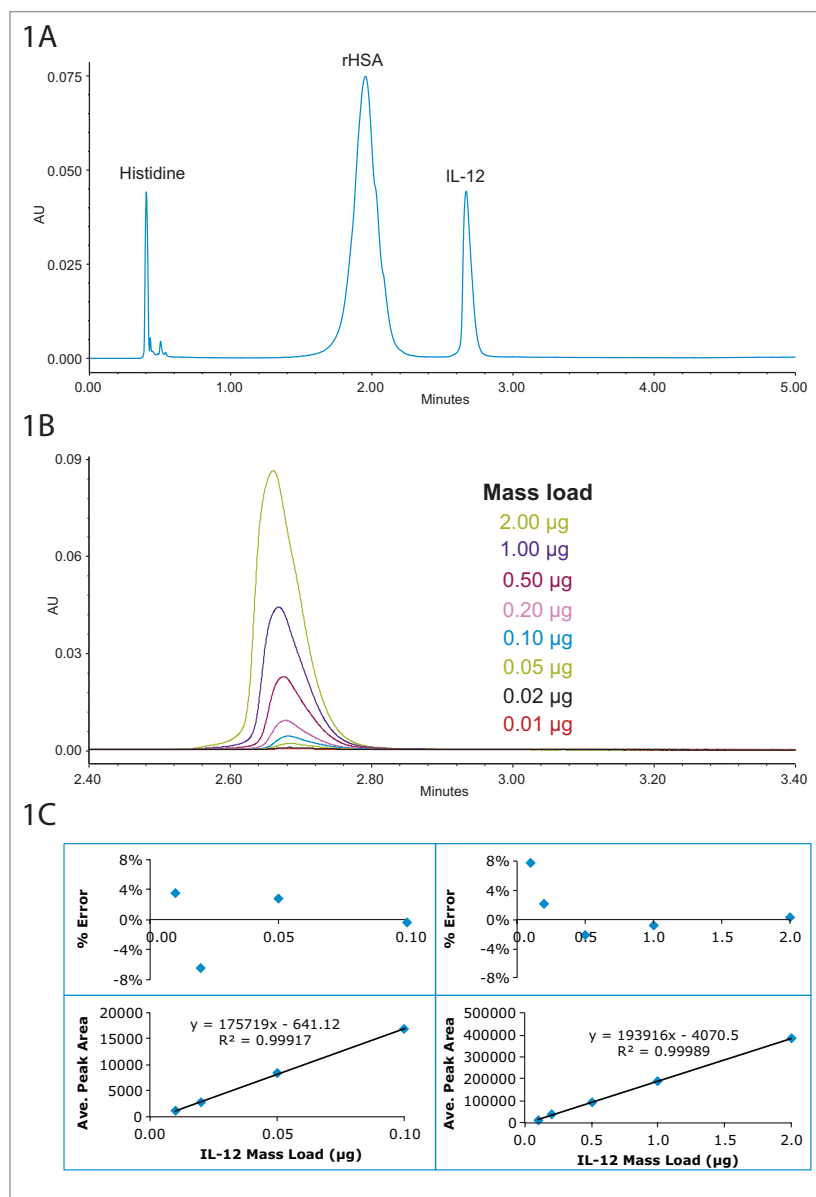 1A
rHSA
Histidine
IL-12
AU
0.075
0.050
0.025
0.000
0.00 1.00 2.00 3.00 4.00 5.00
Minutes
1B
AU
0.09
0.06
0.03
0.00
Mass load
2.00 µg
1.00 µg
0.50 µg
0.20 µg
0.10 µg
0.05 µg
0.02 µg
0.01 µg
2.40 2.60 2.80 3.00 3.20 3.40
Minutes
1C
% Error
8%
4%
0%
-4%
-8%
0.00 0.05 0.10
% Error
8%
4%
0%
-4%
-8%
0.0 0.5 1.0 1.5 2.0
Ave. Peak Area
20000
15000
10000
5000
0
y = 175719x - 641.12
R² = 0.99917
0.00 0.05 0.10
IL-12 Mass Load (µg)
Ave. Peak Area
500000
400000
300000
200000
100000
0
y = 193916x - 4070.5
R² = 0.99989
0.0 0.5 1.0 1.5 2.0
IL-12 Mass Load (µg)